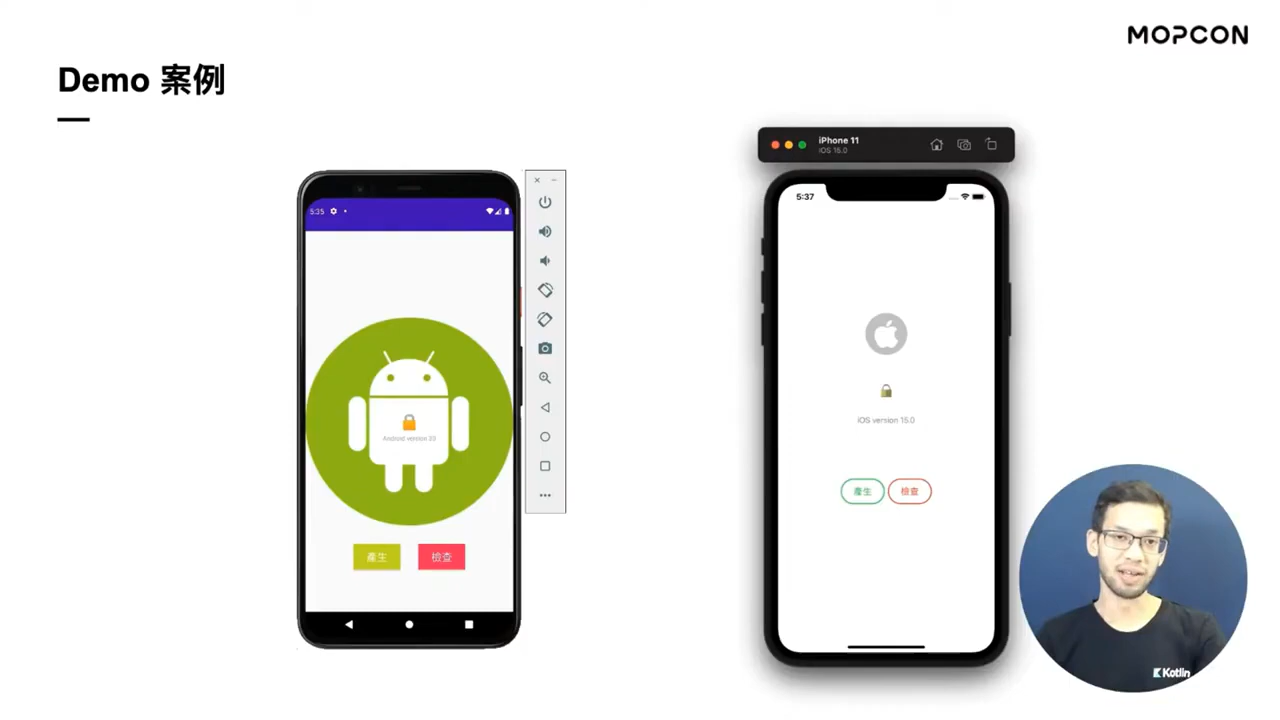 MOPCON
Demo 案例
iPhone 11
iOS 15.0
5:35
5:37
Android version 33
iOS version 15.0
產生
檢查
產生
檢查
Kotlin